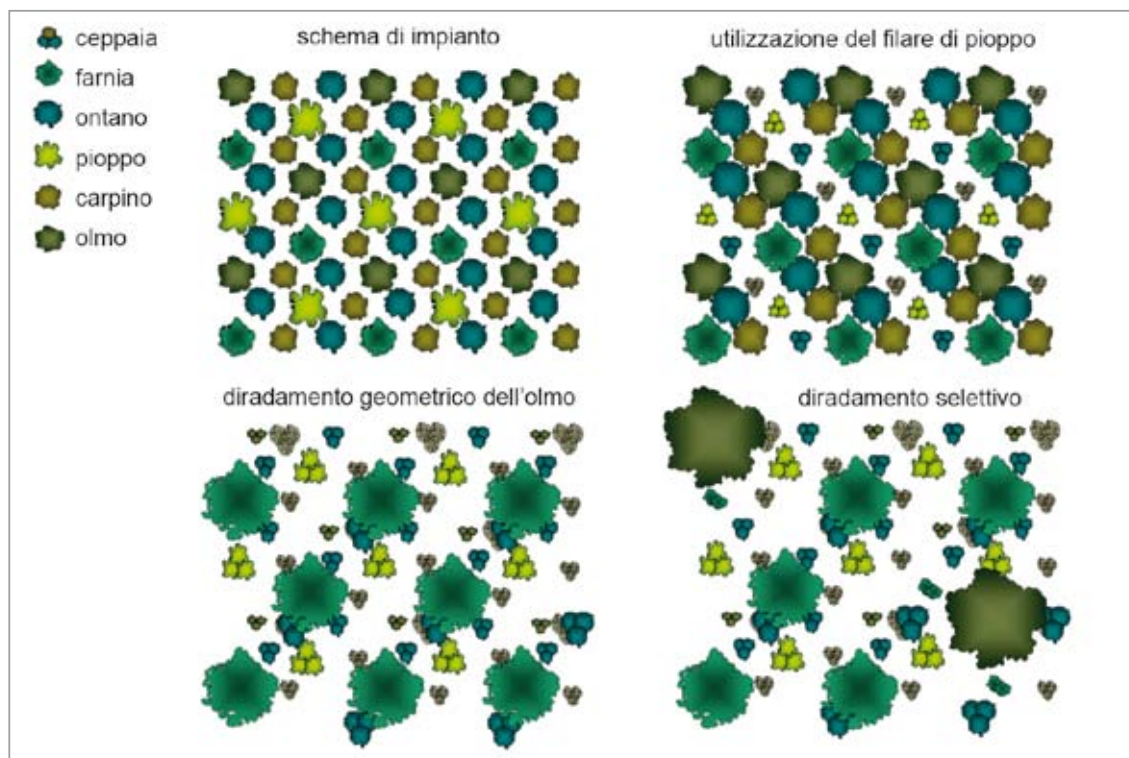 ceppaia
farnia
ontano
pioppo
carpino
olmo
schema di impianto
utilizzazione del filare di pioppo
diradamento geometrico dell'olmo
diradamento selettivo